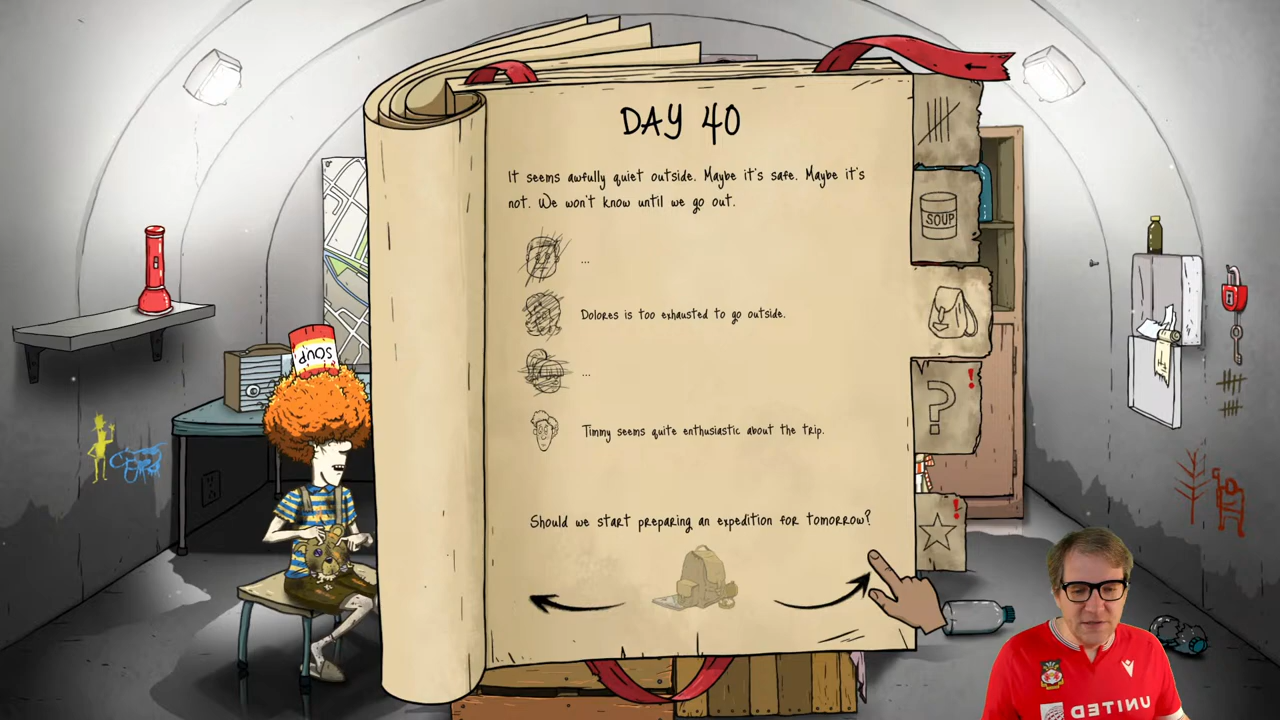 DAY 40
It seems awfully quiet outside. Maybe it's safe. Maybe it's
not. We won't know until we go out.
...
Dolores is too exhausted to go outside.
...
Timmy seems quite enthusiastic about the trip.
Should we start preparing an expedition for tomorrow?
SOUP
?
!
!
SOUP
UNITED